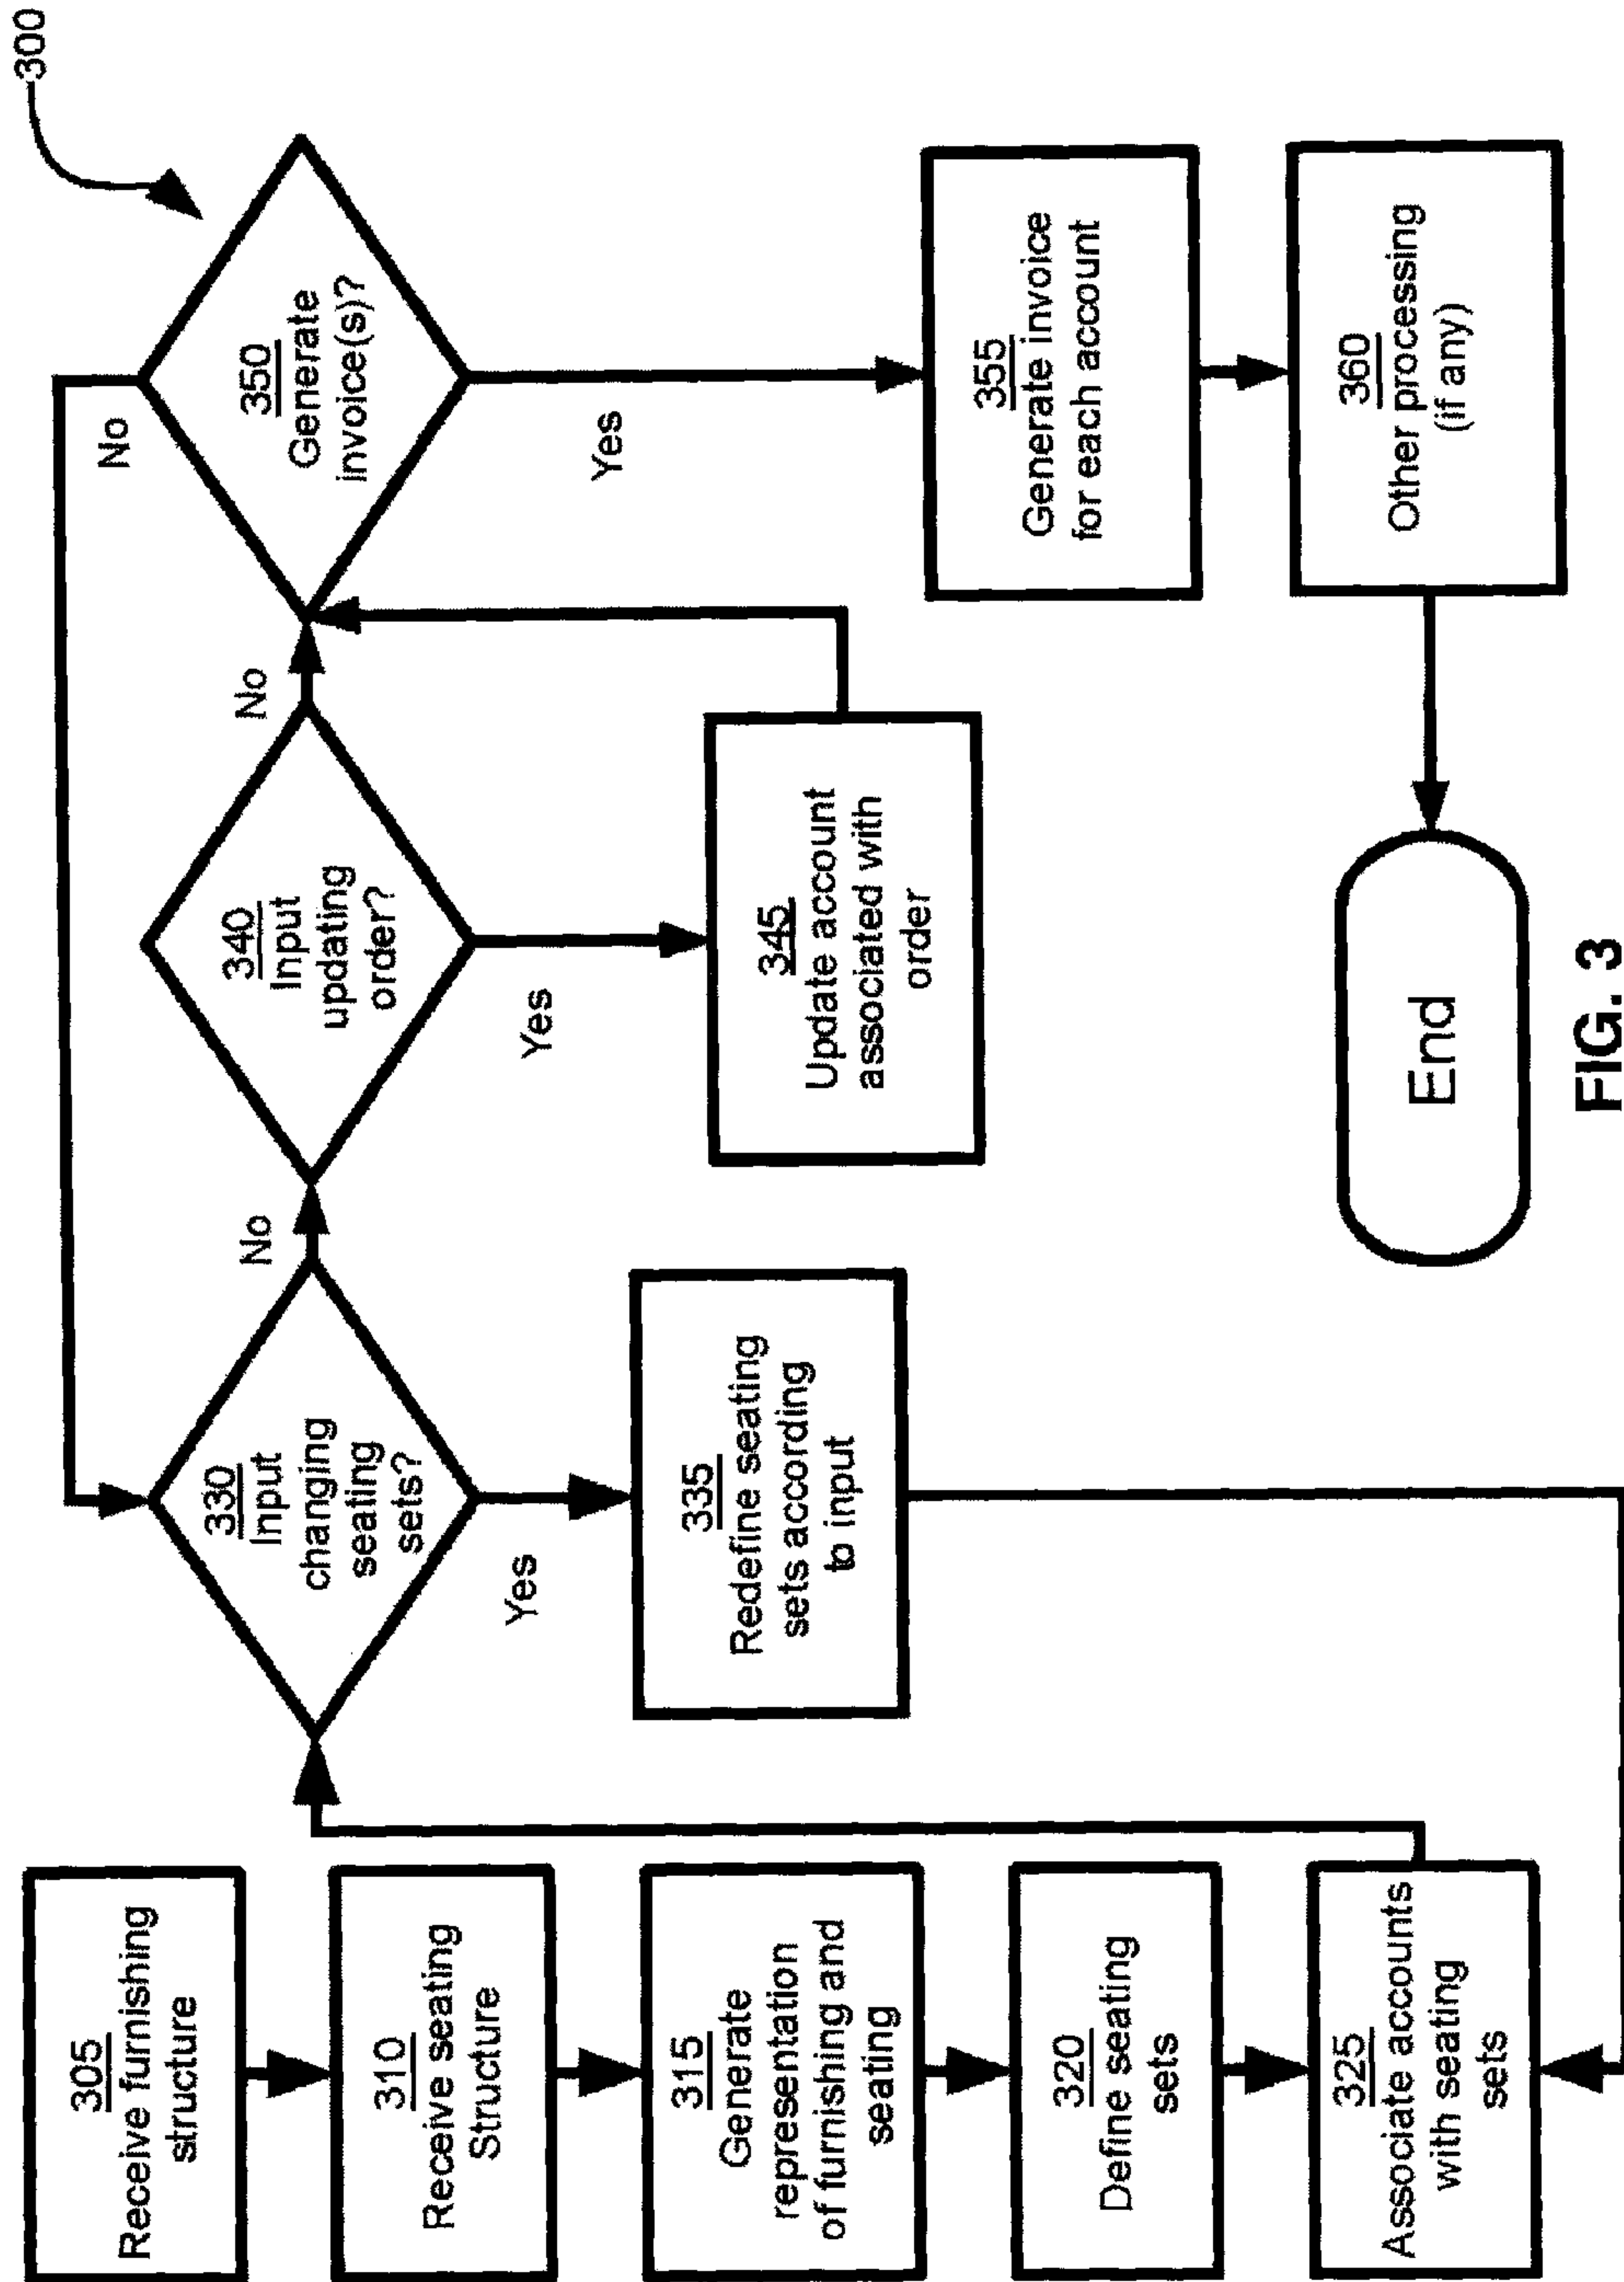 300
305
Receive furnishing
structure
310
Receive seating
Structure
315
Generate
representation
of furnishing and
seating
320
Define seating
sets
325
Associate accounts
with seating
sets
330
Input
changing
seating
sets?
No
Yes
335
Redefine seating
sets according
to input
340
Input
updating
order?
No
Yes
345
Update account
associated with
order
350
Generate
invoice(s)?
No
Yes
355
Generate invoice
for each account
360
Other processing
(if any)
End
FIG. 3